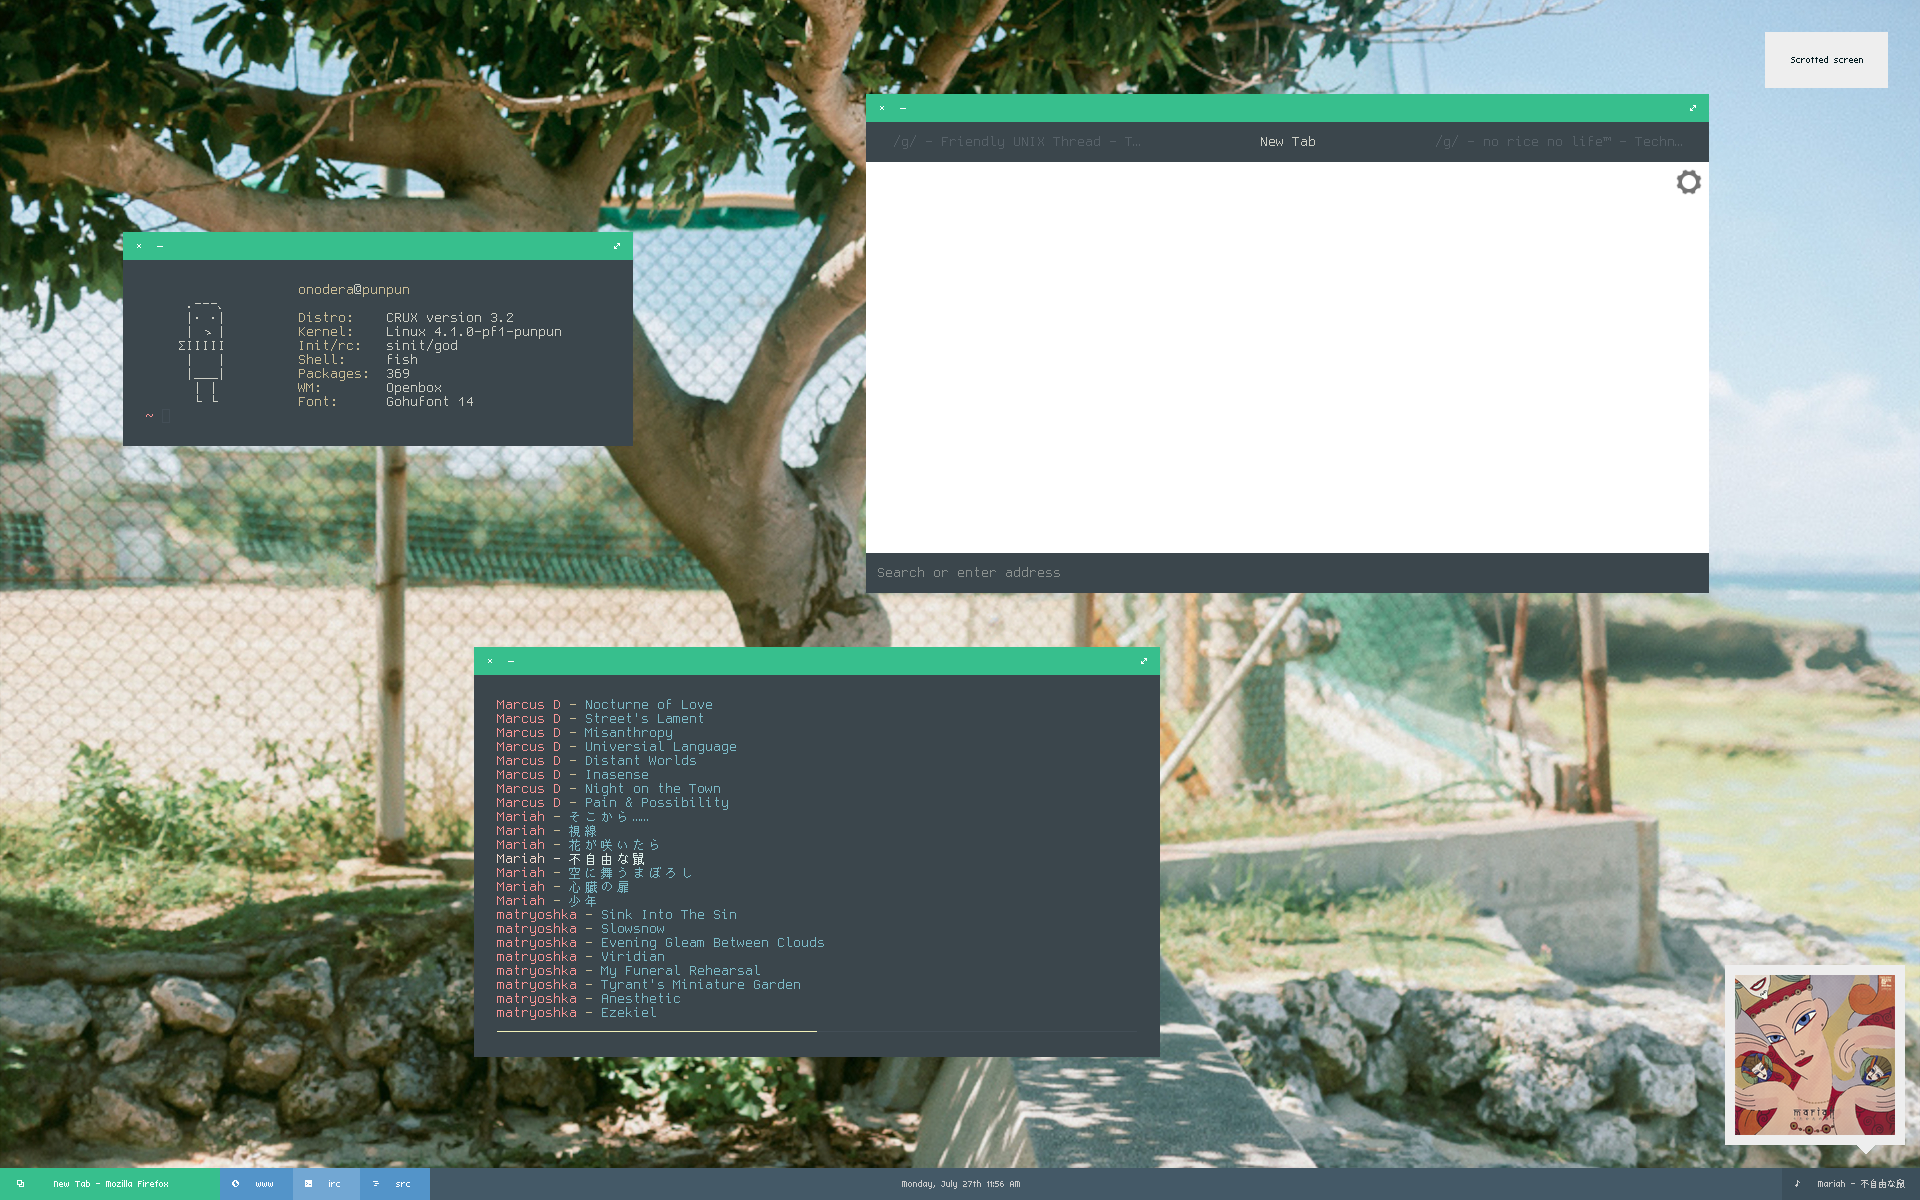 Scrotted screen
/g/ - Friendly UNIX Thread - T…
New Tab
/g/ - no rice no life™ - Techn…
onodera@punpun
Distro: CRUX version 3.2
Kernel: Linux 4.1.0-pf1-punpun
Init/rc: sinit/god
Shell: fish
Packages: 369
WM: Openbox
Font: Gohufont 14
~
Search or enter address
Marcus D - Nocturne of Love
Marcus D - Street's Lament
Marcus D - Misanthropy
Marcus D - Universial Language
Marcus D - Distant Worlds
Marcus D - Inasense
Marcus D - Night on the Town
Marcus D - Pain & Possibility
Mariah - そこから……
Mariah - 視線
Mariah - 花が咲いたら
Mariah - 不自由な鼠
Mariah - 空に舞うまぼろし
Mariah - 心臓の扉
Mariah - 少年
matryoshka - Sink Into The Sin
matryoshka - Slowsnow
matryoshka - Evening Gleam Between Clouds
matryoshka - Viridian
matryoshka - My Funeral Rehearsal
matryoshka - Tyrant's Miniature Garden
matryoshka - Anesthetic
matryoshka - Ezekiel
mariah
New Tab - Mozilla Firefox
www
irc
src
Monday, July 27th 11:56 AM
Mariah - 不自由な鼠